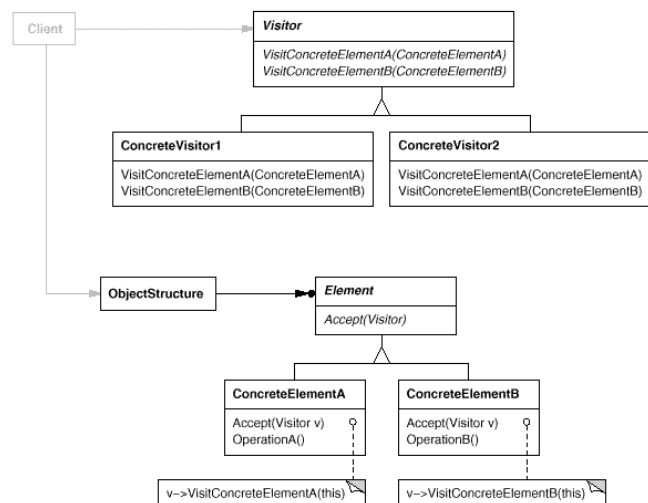 Client
Visitor
VisitConcreteElementA(ConcreteElementA)
VisitConcreteElementB(ConcreteElementB)
ConcreteVisitor1
VisitConcreteElementA(ConcreteElementA)
VisitConcreteElementB(ConcreteElementB)
ConcreteVisitor2
VisitConcreteElementA(ConcreteElementA)
VisitConcreteElementB(ConcreteElementB)
ObjectStructure
Element
Accept(Visitor)
ConcreteElementA
Accept(Visitor v)
OperationA()
ConcreteElementB
Accept(Visitor v)
OperationB()
v–>VisitConcreteElementA(this)
v–>VisitConcreteElementB(this)